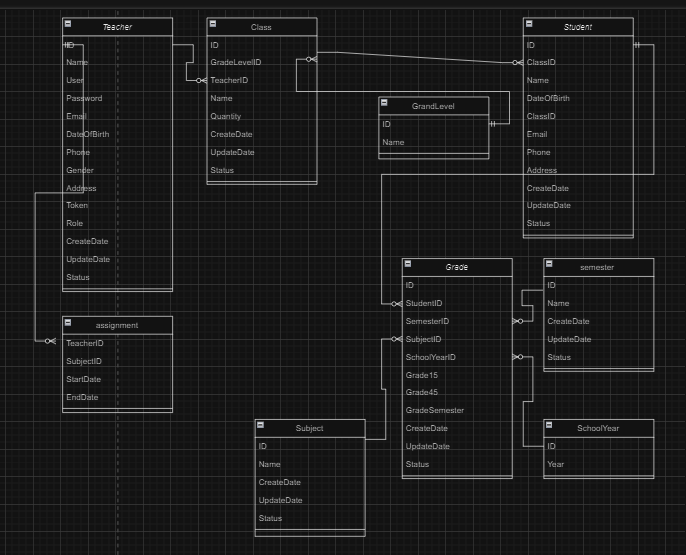 Teacher
ID
Name
User
Password
Email
DateOfBirth
Phone
Gender
Address
Token
Role
CreateDate
UpdateDate
Status
Class
ID
GradeLevelID
TeacherID
Name
Quantity
CreateDate
UpdateDate
Status
GrandLevel
ID
Name
Student
ID
ClassID
Name
DateOfBirth
ClassID
Email
Phone
Address
CreateDate
UpdateDate
Status
assignment
TeacherID
SubjectID
StartDate
EndDate
Grade
ID
StudentID
SemesterID
SubjectID
SchoolYearID
Grade15
Grade45
GradeSemester
CreateDate
UpdateDate
Status
semester
ID
Name
CreateDate
UpdateDate
Status
Subject
ID
Name
CreateDate
UpdateDate
Status
SchoolYear
ID
Year